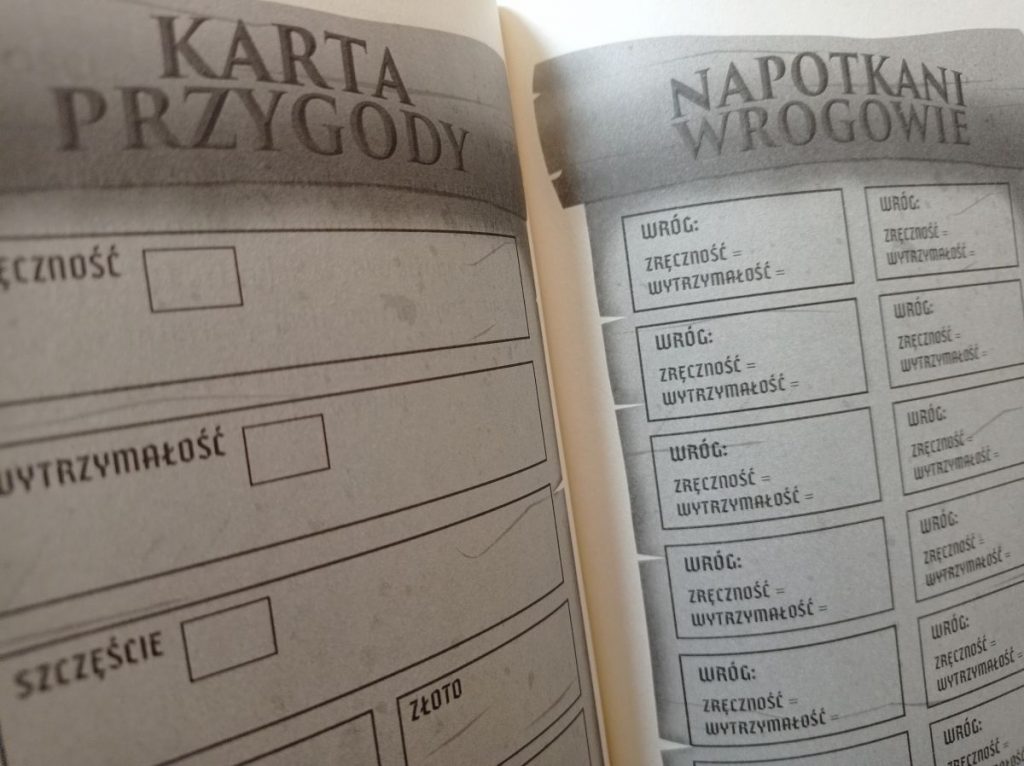 KARTA
PRZYGODY
ĘCZNOŚĆ
WYTRZYMAŁOŚĆ
SZCZĘŚCIE
ZŁOTO
NAPOTKANI
WROGOWIE
WRÓG:
ZRĘCZNOŚĆ =
WYTRZYMAŁOŚĆ =
WRÓG:
ZRĘCZNOŚĆ =
WYTRZYMAŁOŚĆ =
WRÓG:
ZRĘCZNOŚĆ =
WYTRZYMAŁOŚĆ =
WRÓG:
ZRĘCZNOŚĆ =
WYTRZYMAŁOŚĆ =
WRÓG:
ZRĘCZNOŚĆ =
WYTRZYMAŁOŚĆ =
WRÓG:
ZRĘCZNOŚĆ =
WYTRZYMAŁOŚĆ =
WRÓG:
ZRĘCZNOŚĆ =
WYTRZYMAŁOŚĆ =
WRÓG:
ZRĘCZNOŚĆ =
WYTRZYMAŁOŚĆ =
WRÓG:
ZRĘCZNOŚĆ =
WYTRZYMAŁOŚĆ =
WRÓG:
ZRĘCZNOŚĆ =
WYTRZYMAŁOŚĆ =
WRÓG:
ZRĘCZNOŚĆ =